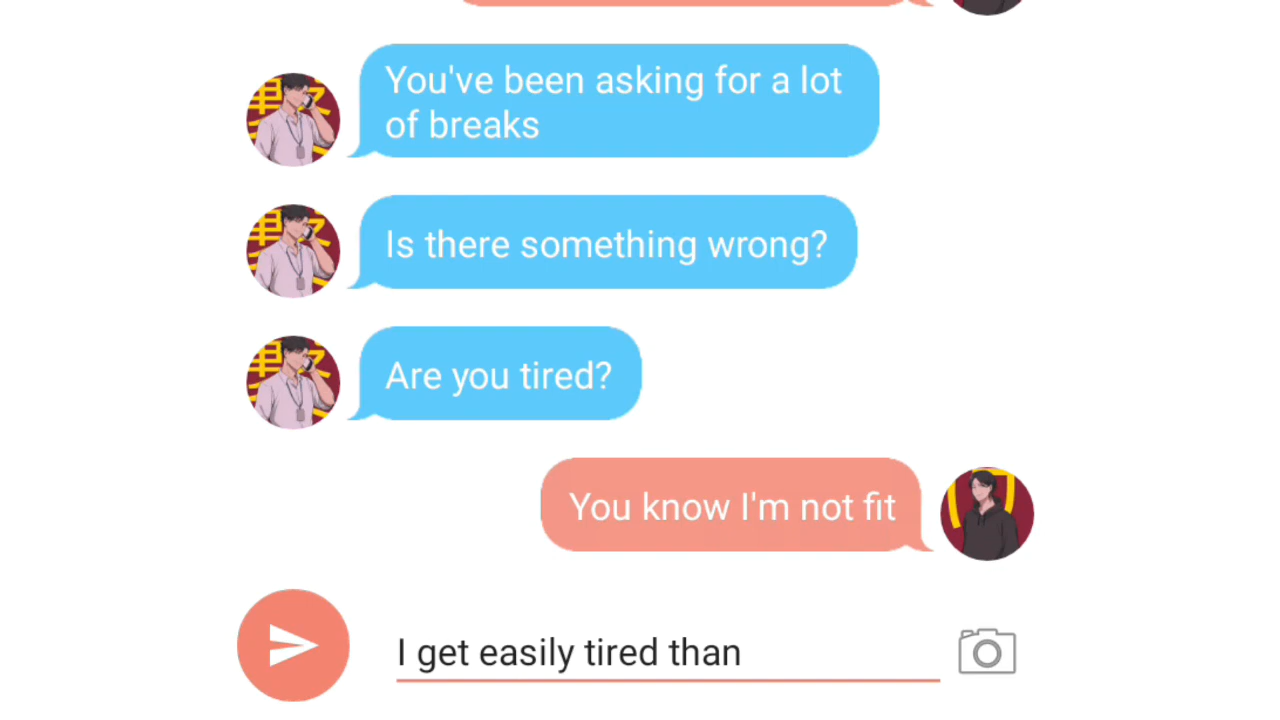 You've been asking for a lot
of breaks
Is there something wrong?
Are you tired?
You know I'm not fit
I get easily tired than